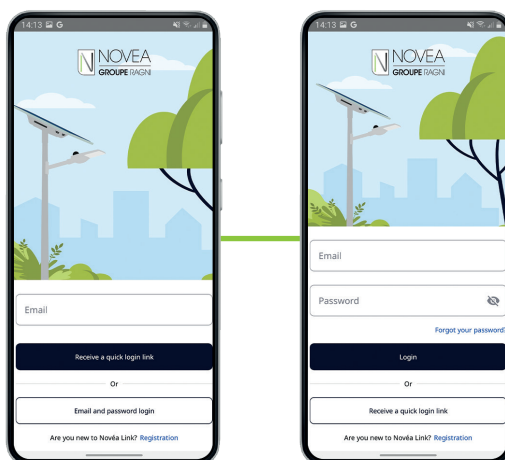 14:13 G
NOVEA
GROUPE RAGNI
Email
Receive a quick login link
Or
Email and password login
Are you new to Novéa Link? Registration
14:13 G
NOVEA
GROUPE RAGNI
Email
Password
Forgot your password?
Login
Or
Receive a quick login link
Are you new to Novéa Link? Registration